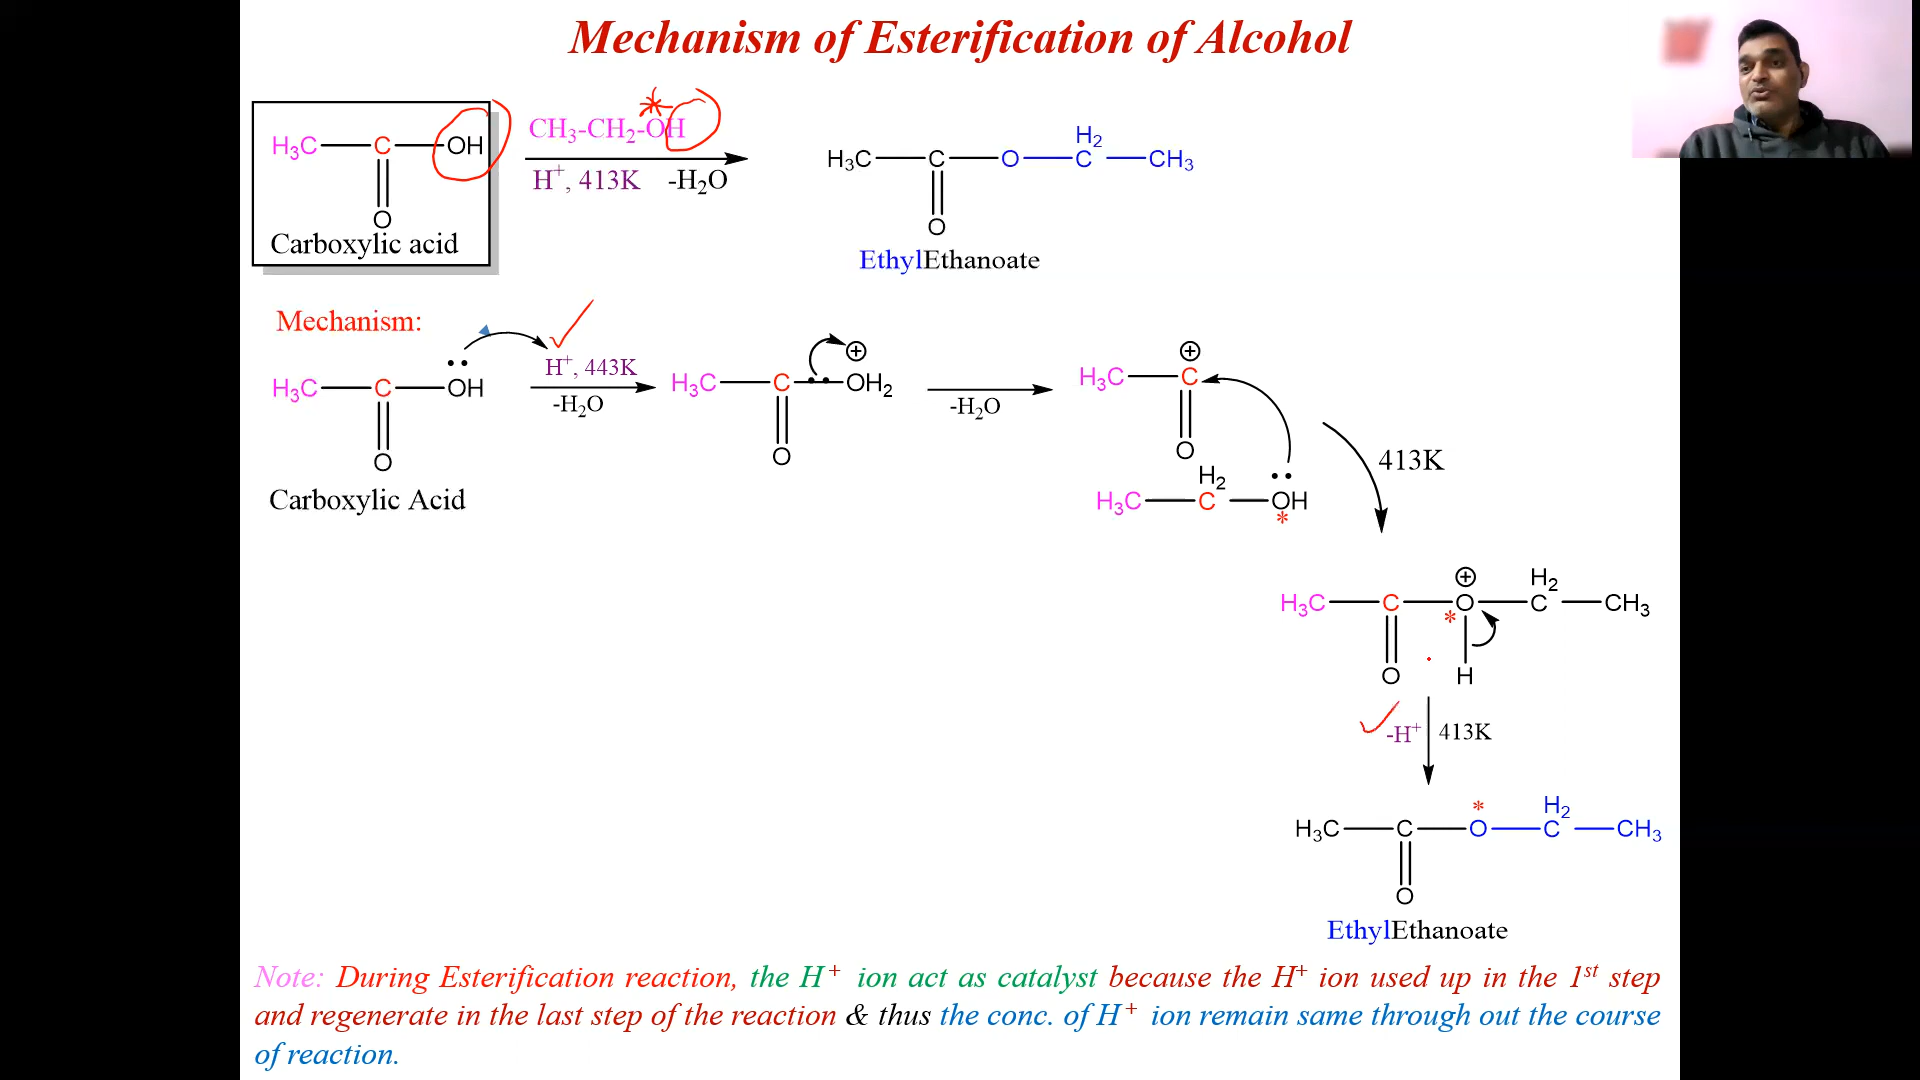 Mechanism of Esterification of Alcohol
H₃C C OH
O
Carboxylic acid
CH₃-CH₂-OH
*
H⁺, 413K -H₂O
H₃C C O C CH₃
H₂
O
EthylEthanoate
Mechanism:
H₃C C OH
O
Carboxylic Acid
H⁺, 443K
-H₂O
H₃C C OH₂
⊕
O
-H₂O
⊕
H₃C C
O
H₂
H₃C C OH
*
413K
⊕ H₂
H₃C C O C CH₃
*
O H
-H⁺ 413K
* H₂
H₃C C O C CH₃
O
EthylEthanoate
Note: During Esterification reaction, the H⁺ ion act as catalyst because the H⁺ ion used up in the 1ˢᵗ step
and regenerate in the last step of the reaction & thus the conc. of H⁺ ion remain same through out the course
of reaction.